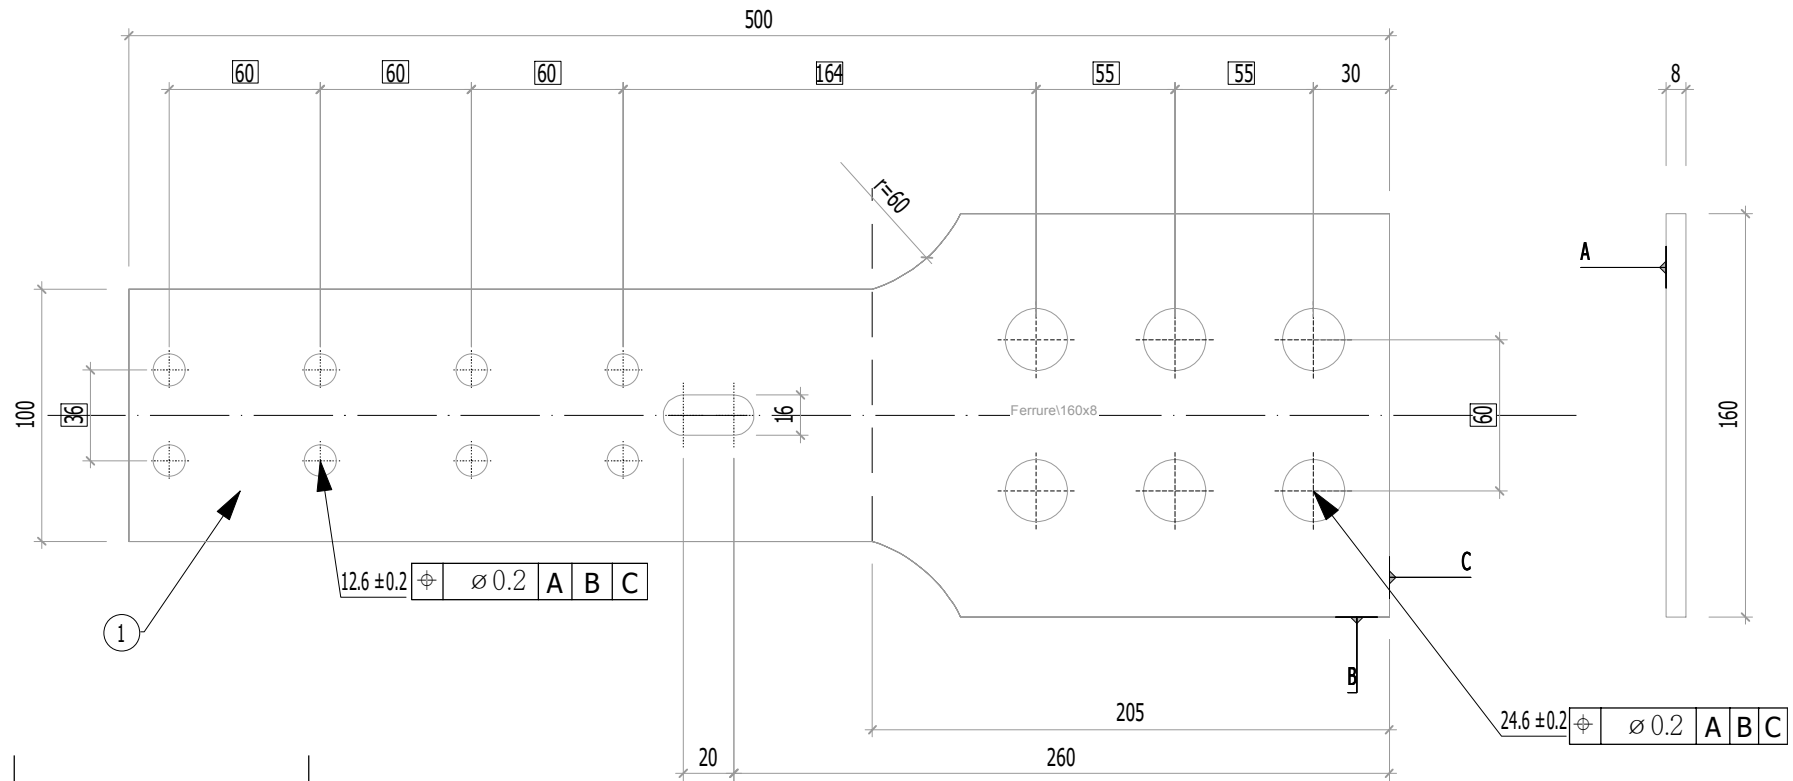 500
60 60 60 164 55 55 30 8
r=60
A
100 36 16 Ferrure\160x8 60 160
12.6 ±0.2 ⌖ ⌀0.2 A B C
C
1
B
205
24.6 ±0.2 ⌖ ⌀0.2 A B C
20 260